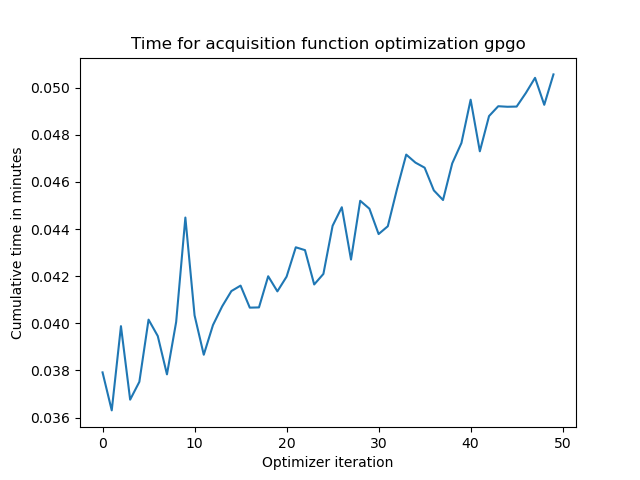 Time for acquisition function optimization gpgo
Cumulative time in minutes
0.050
0.048
0.046
0.044
0.042
0.040
0.038
0.036
0 10 20 30 40 50
Optimizer iteration